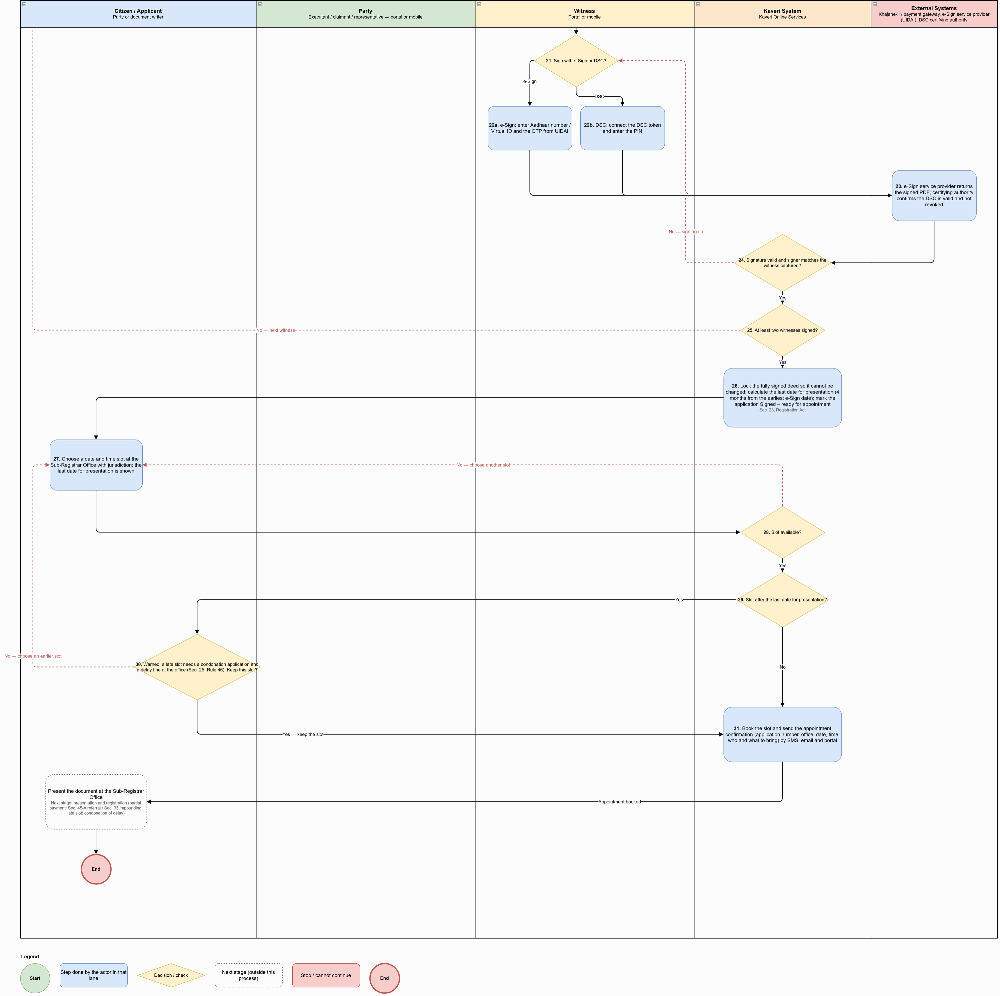 Citizen / Applicant
Party or document writer
Party
Executant / claimant / representative — portal or mobile
Witness
Portal or mobile
Kaveri System
Kaveri Online Services
External Systems
Khajane-II / payment gateway, e-Sign service provider
(UIDAI), DSC certifying authority
21. Sign with e-Sign or DSC?
e-Sign
DSC
22a. e-Sign: enter Aadhaar number /
Virtual ID and the OTP from UIDAI
22b. DSC: connect the DSC token
and enter the PIN
23. e-Sign service provider returns
the signed PDF; certifying authority
confirms the DSC is valid and not
revoked
No — sign again
24. Signature valid and signer matches the
witness captured?
Yes
No — next witness
25. At least two witnesses signed?
Yes
26. Lock the fully signed deed so it cannot be
changed; calculate the last date for presentation (4
months from the earliest e-Sign date); mark the
application Signed – ready for appointment
Sec. 23, Registration Act
27. Choose a date and time slot at the
Sub-Registrar Office with jurisdiction; the
last date for presentation is shown
No — choose another slot
28. Slot available?
Yes
Yes
29. Slot after the last date for presentation?
No — choose an earlier slot
30. Warned: a late slot needs a condonation application and
a delay fine at the office (Sec. 25; Rule 46). Keep this slot?
No
Yes — keep the slot
31. Book the slot and send the appointment
confirmation (application number, office, date, time,
who and what to bring) by SMS, email and portal
Present the document at the Sub-Registrar
Office
Next stage: presentation and registration (partial
payment: Sec. 45-A referral / Sec. 33 impounding;
late slot: condonation of delay)
Appointment booked
End
Legend
Start
Step done by the actor in that
lane
Decision / check
Next stage (outside this
process)
Stop / cannot continue
End